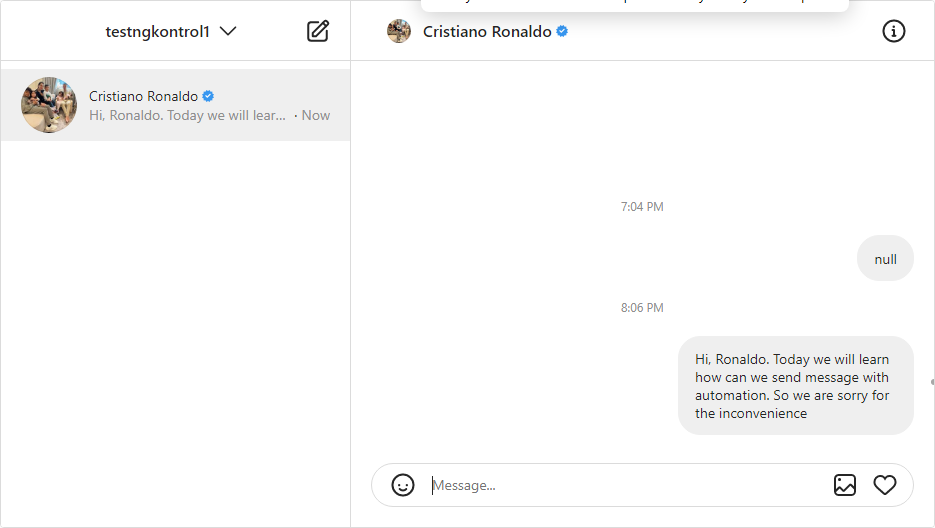 testngkontrol1
Cristiano Ronaldo
Cristiano Ronaldo
Hi, Ronaldo. Today we will lear... · Now
7:04 PM
null
8:06 PM
Hi, Ronaldo. Today we will learn
how can we send message with
automation. So we are sorry for
the inconvenience
Message...